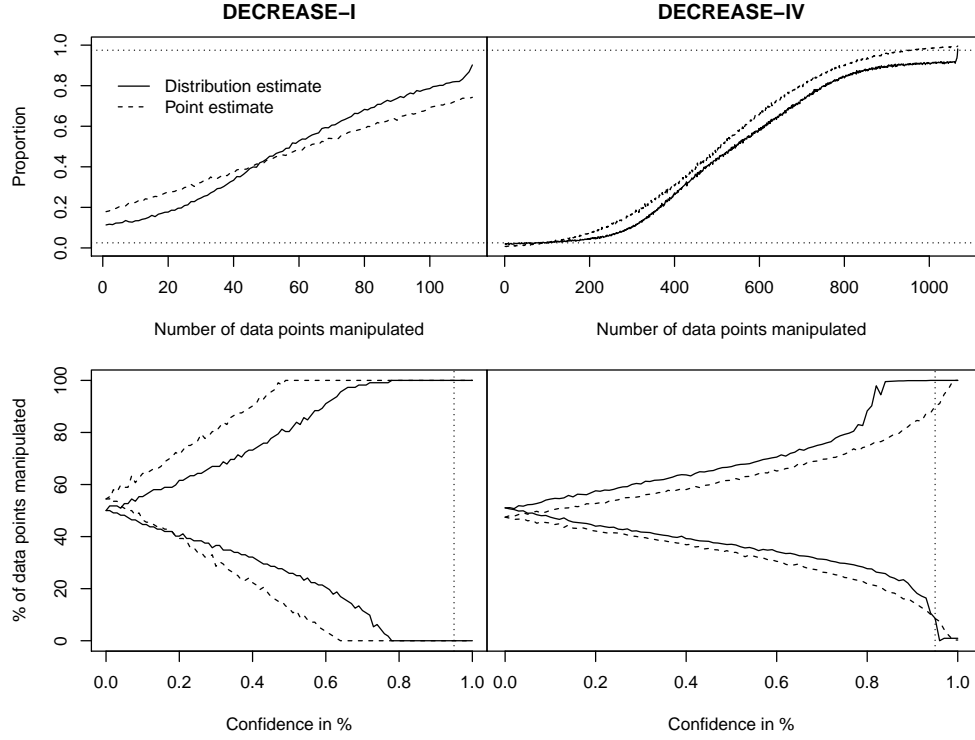 DECREASE−I
DECREASE−IV
Proportion
1.0
0.8
0.6
0.4
0.2
0.0
Distribution estimate
Point estimate
0 20 40 60 80 100
0 200 400 600 800 1000
Number of data points manipulated
Number of data points manipulated
% of data points manipulated
100
80
60
40
20
0
0.0 0.2 0.4 0.6 0.8 1.0
0.0 0.2 0.4 0.6 0.8 1.0
Confidence in %
Confidence in %